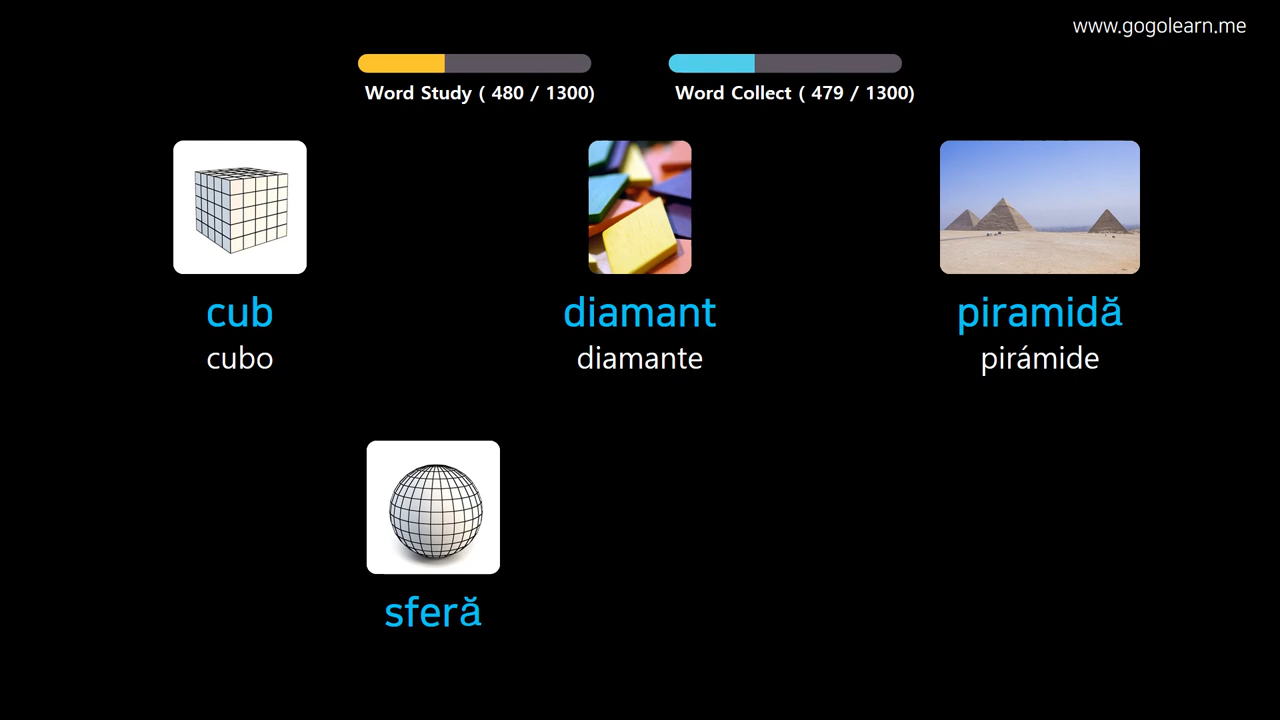 www.gogolearn.me
Word Study ( 480 / 1300)
Word Collect ( 479 / 1300)
cub
cubo
diamant
diamante
piramidă
pirámide
sferă